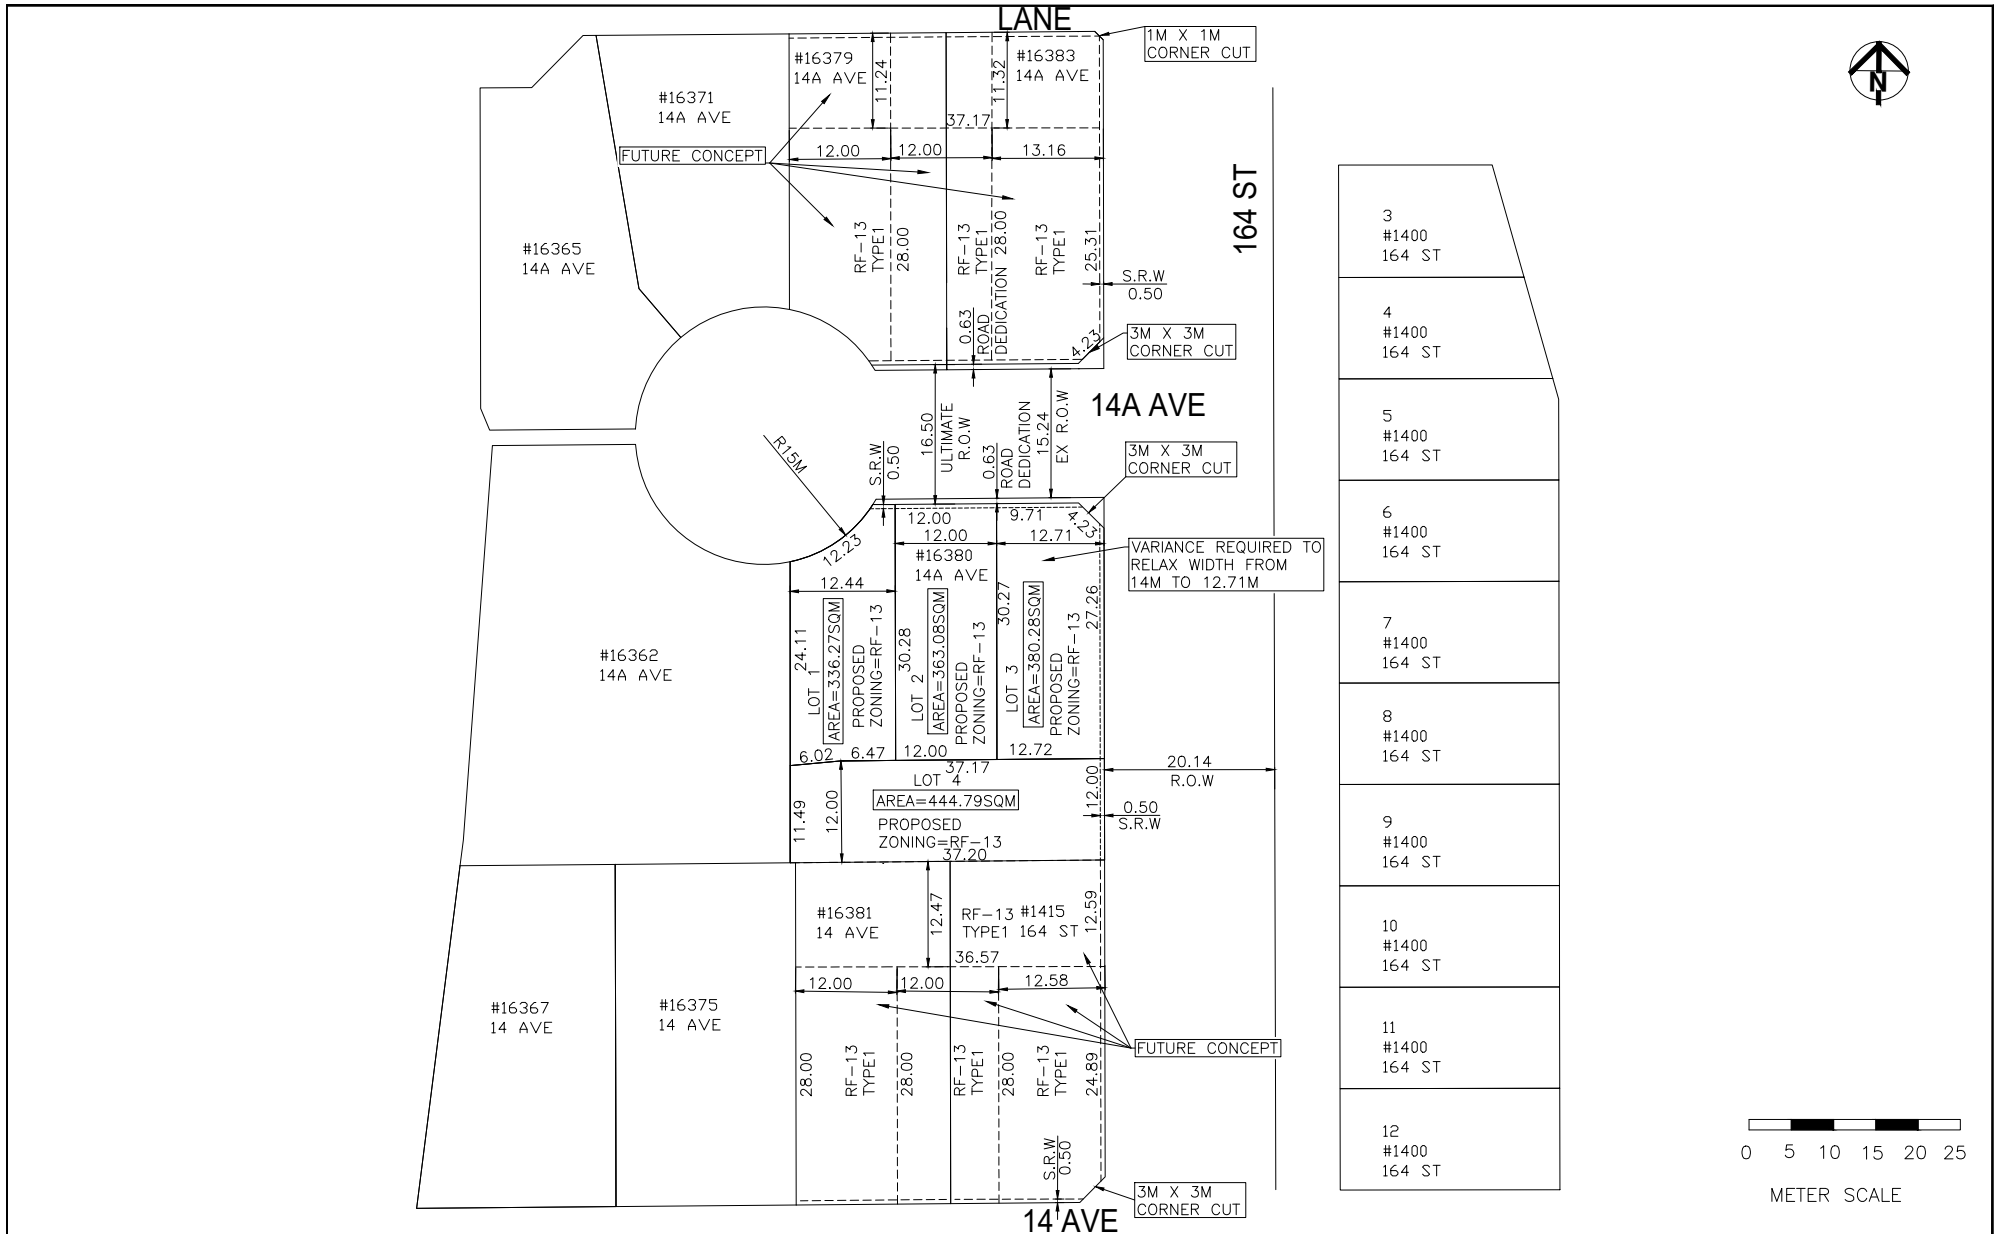 LANE
1M X 1M
CORNER CUT
N
#16379
14A AVE
11.24
11.32
#16383
14A AVE
#16371
14A AVE
37.17
FUTURE CONCEPT
12.00
12.00
13.16
164 ST
#16365
14A AVE
RF-13
TYPE1
28.00
RF-13
TYPE1
ROAD
DEDICATION 28.00
0.63
RF-13
TYPE1
25.31
S.R.W
0.50
4.23
3M X 3M
CORNER CUT
14A AVE
R15M
S.R.W
0.50
16.50
ULTIMATE
R.O.W
0.63
ROAD
DEDICATION
15.24
EX R.O.W
3M X 3M
CORNER CUT
12.00
9.71
4.23
12.23
12.00
12.71
#16380
14A AVE
VARIANCE REQUIRED TO
RELAX WIDTH FROM
14M TO 12.71M
12.44
24.11
LOT 1
AREA=336.27SQM
PROPOSED
ZONING=RF-13
30.28
LOT 2
AREA=363.08SQM
PROPOSED
ZONING=RF-13
30.27
LOT 3
AREA=380.28SQM
PROPOSED
ZONING=RF-13
27.26
#16362
14A AVE
6.02
6.47
12.00
12.72
37.17
LOT 4
AREA=444.79SQM
PROPOSED
ZONING=RF-13
37.20
11.49
12.00
12.00
20.14
R.O.W
0.50
S.R.W
#16381
14 AVE
12.47
RF-13 #1415
TYPE1 164 ST
12.59
36.57
12.00
12.00
12.58
#16367
14 AVE
#16375
14 AVE
28.00
RF-13
TYPE1
28.00
RF-13
TYPE1
28.00
RF-13
TYPE1
24.89
FUTURE CONCEPT
S.R.W
0.50
3M X 3M
CORNER CUT
14 AVE
3
#1400
164 ST
4
#1400
164 ST
5
#1400
164 ST
6
#1400
164 ST
7
#1400
164 ST
8
#1400
164 ST
9
#1400
164 ST
10
#1400
164 ST
11
#1400
164 ST
12
#1400
164 ST
0 5 10 15 20 25
METER SCALE